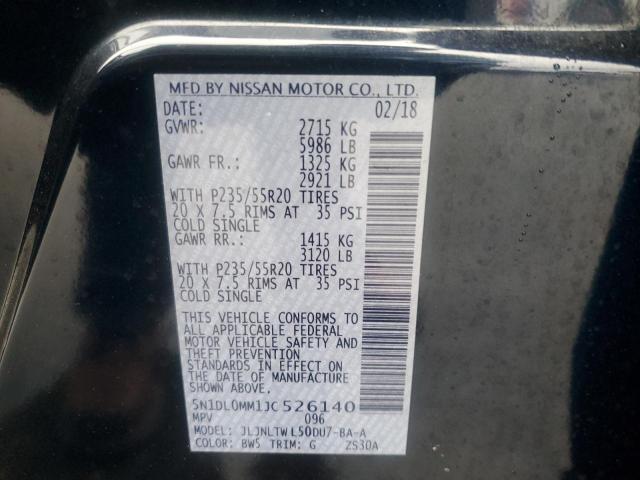 MFD BY NISSAN MOTOR CO., LTD.
DATE: 02/18
GVWR: 2715 KG
5986 LB
GAWR FR.: 1325 KG
2921 LB
WITH P235/55R20 TIRES
20 X 7.5 RIMS AT 35 PSI
COLD SINGLE
GAWR RR.: 1415 KG
3120 LB
WITH P235/55R20 TIRES
20 X 7.5 RIMS AT 35 PSI
COLD SINGLE
THIS VEHICLE CONFORMS TO
ALL APPLICABLE FEDERAL
MOTOR VEHICLE SAFETY AND
THEFT PREVENTION
STANDARDS IN EFFECT ON
THE DATE OF MANUFACTURE
SHOWN ABOVE.
5N1DL0MM1JC526140
MPV 096
MODEL: JLJNLTWL50DU7-BA-A
COLOR: BW5 TRIM: G ZS30A